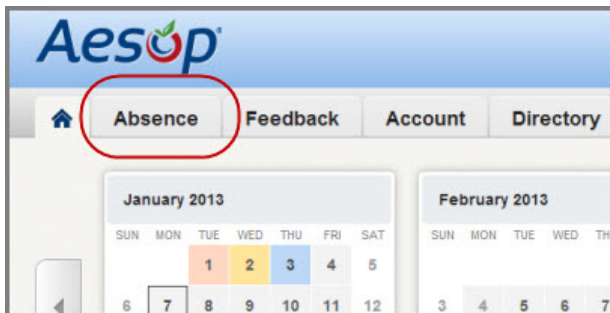 Aesop
Absence Feedback Account Directory
January 2013 February 2013
SUN MON TUE WED THU FRI SAT SUN MON TUE WED
1 2 3 4 5
6 7 8 9 10 11 12 3 4 5 6 7